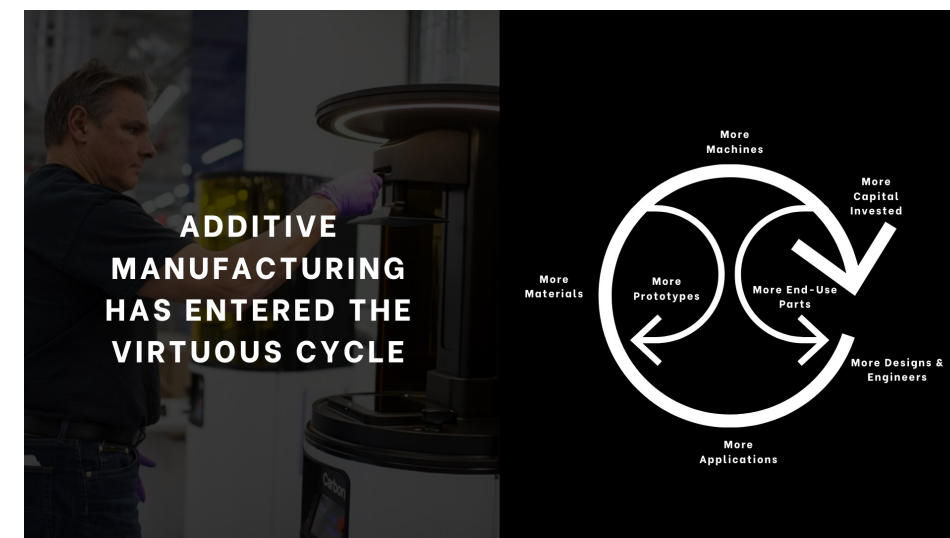 ADDITIVE
MANUFACTURING
HAS ENTERED THE
VIRTUOUS CYCLE
Carbon
More
Machines
More
Capital
Invested
More
Materials
More
Prototypes
More End-Use
Parts
More Designs &
Engineers
More
Applications